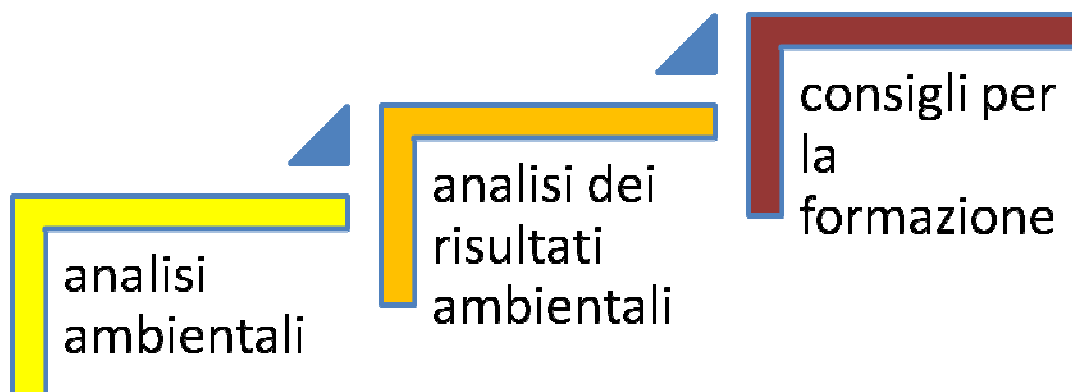 analisi
ambientali
analisi dei
risultati
ambientali
consigli per
la
formazione